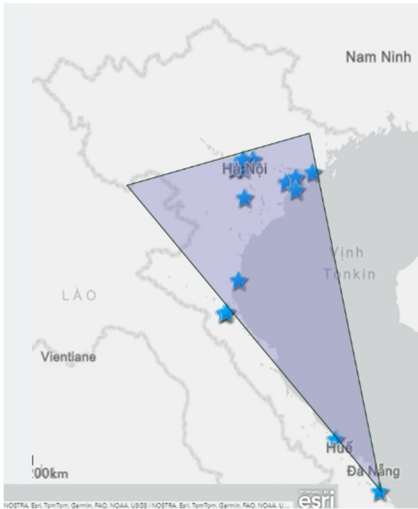 Nam Ninh
Hà Nội
Vịnh
Tonkin
LÀO
Vientiane
Huế
:00km
Đà Nẵng
NOSTRA, Esri, TomTom, Garmin, FAO, NOAA, USGS | NOSTRA, Esri, TomTom, Garmin, FAO, NOAA, U...
esri